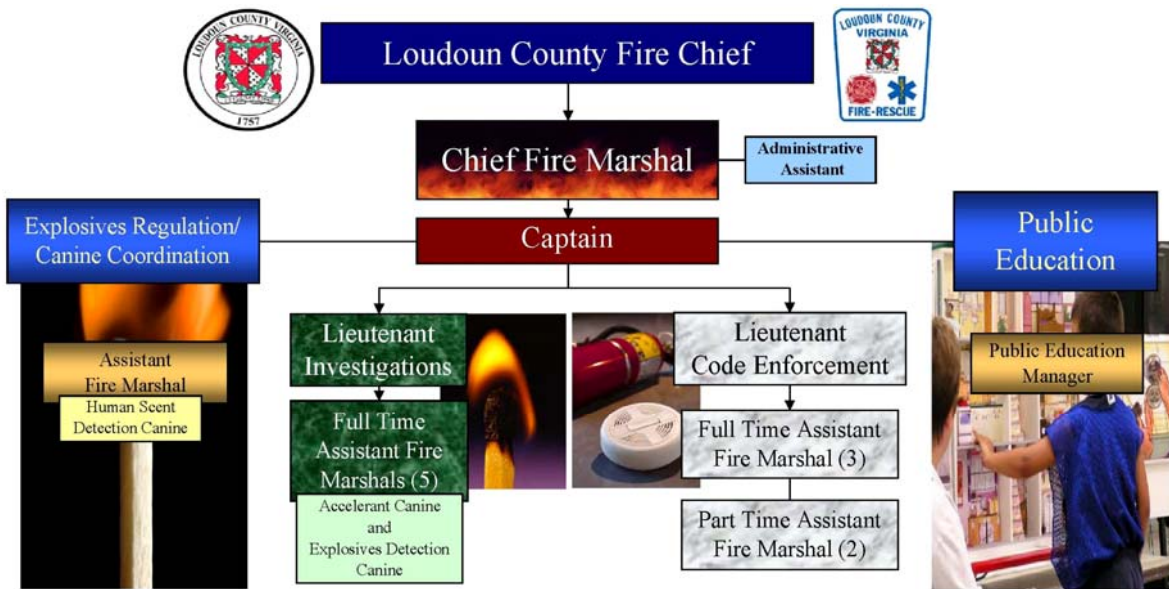 LOUDOUN COUNTY VIRGINIA
1757
Loudoun County Fire Chief
LOUDOUN COUNTY
VIRGINIA
FIRE-RESCUE
Chief Fire Marshal
Administrative
Assistant
Explosives Regulation/
Canine Coordination
Captain
Public
Education
Assistant
Fire Marshal
Human Scent
Detection Canine
Lieutenant
Investigations
Full Time
Assistant Fire
Marshals (5)
Accelerant Canine
and
Explosives Detection
Canine
Lieutenant
Code Enforcement
Full Time Assistant
Fire Marshal (3)
Part Time Assistant
Fire Marshal (2)
Public Education
Manager